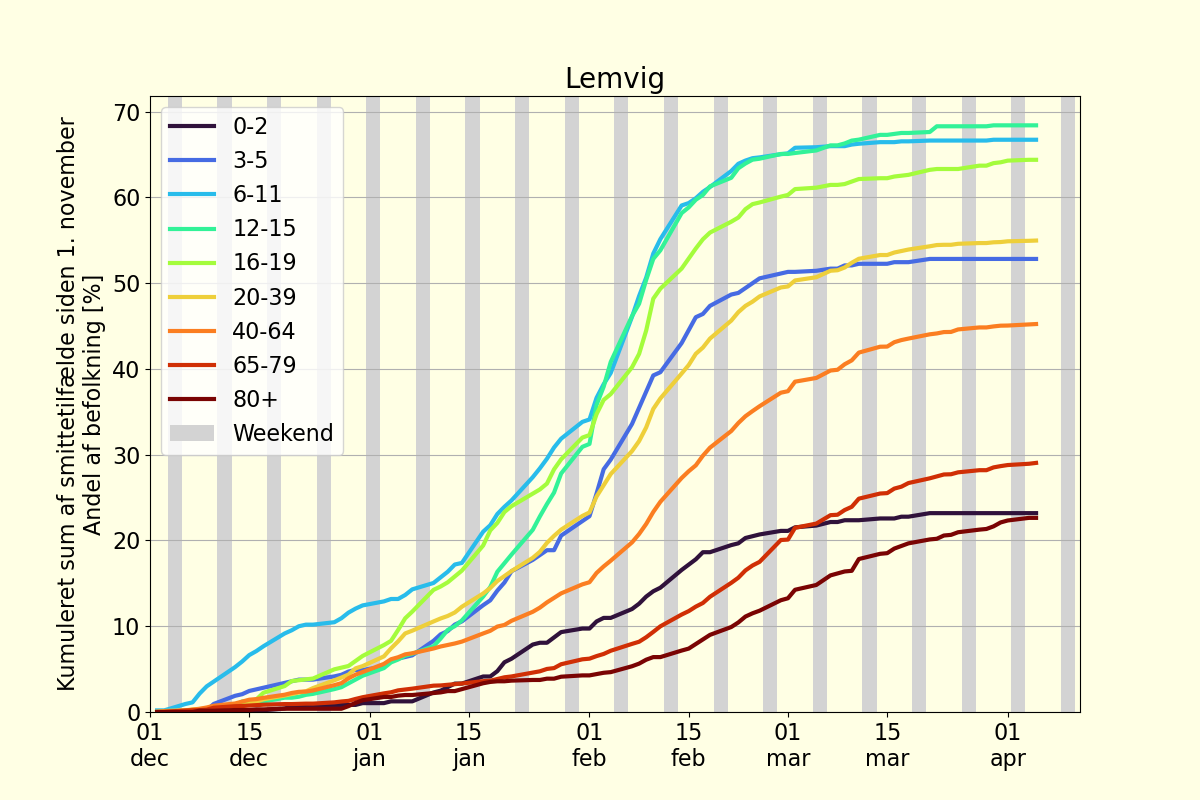 Lemvig
Kumuleret sum af smittetilfælde siden 1. november
Andel af befolkning [%]
70
60
50
40
30
20
10
0
0-2
3-5
6-11
12-15
16-19
20-39
40-64
65-79
80+
Weekend
01 15 01 15 01 15 01 15 01
dec dec jan jan feb feb mar mar apr